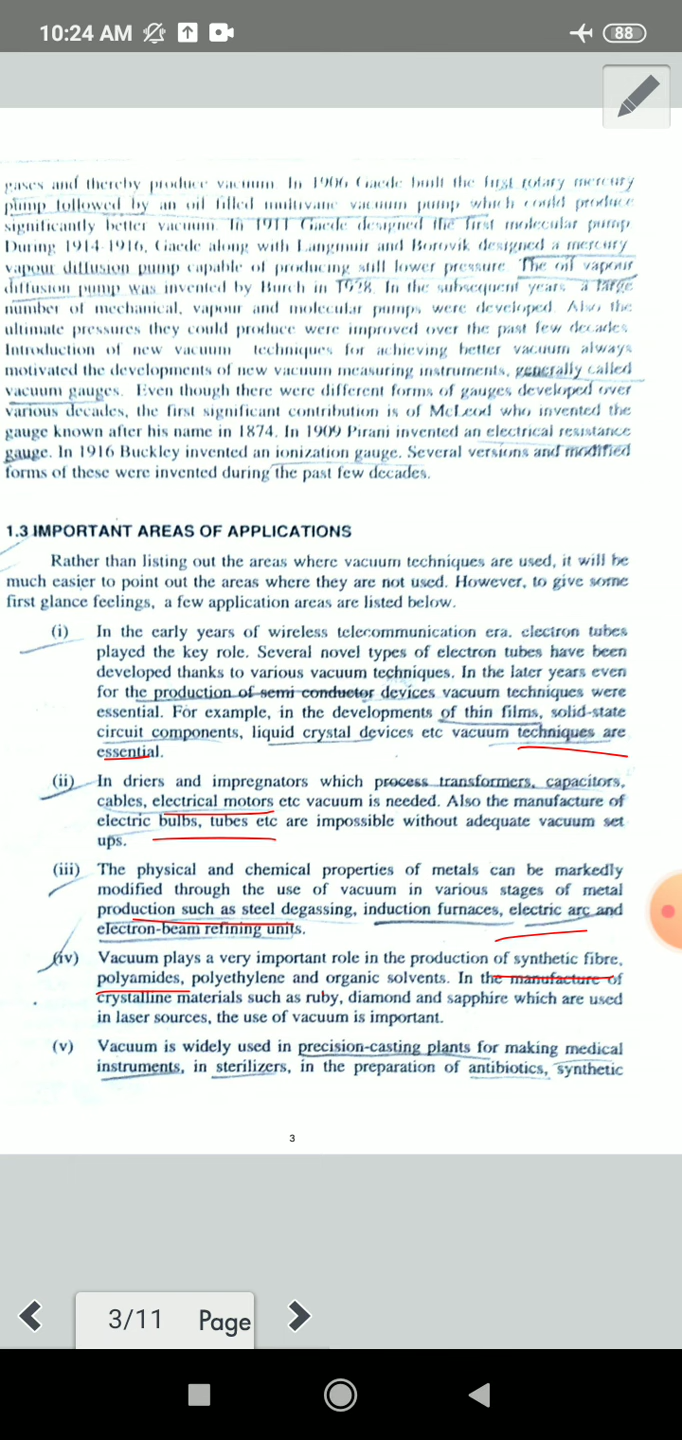 10:24 AM
88
gases and thereby produce vacuum. In 1906 Gaede built the first rotary mercury
pump followed by an oil filled multivane vacuum pump which could produce
significantly better vacuum. In 1911 Gaede designed the first molecular pump.
During 1914-1916, Gaede along with Langmuir and Borovik designed a mercury
vapour diffusion pump capable of producing still lower pressure. The oil vapour
diffusion pump was invented by Burch in 1928. In the subsequent years a large
number of mechanical, vapour and molecular pumps were developed. Also the
ultimate pressures they could produce were improved over the past few decades.
Introduction of new vacuum techniques for achieving better vacuum always
motivated the developments of new vacuum measuring instruments, generally called
vacuum gauges. Even though there were different forms of gauges developed over
various decades, the first significant contribution is of McLeod who invented the
gauge known after his name in 1874. In 1909 Pirani invented an electrical resistance
gauge. In 1916 Buckley invented an ionization gauge. Several versions and modified
forms of these were invented during the past few decades.
1.3 IMPORTANT AREAS OF APPLICATIONS
Rather than listing out the areas where vacuum techniques are used, it will be
much easier to point out the areas where they are not used. However, to give some
first glance feelings, a few application areas are listed below.
(i) In the early years of wireless telecommunication era, electron tubes
played the key role. Several novel types of electron tubes have been
developed thanks to various vacuum techniques. In the later years even
for the production of semi conductor devices vacuum techniques were
essential. For example, in the developments of thin films, solid-state
circuit components, liquid crystal devices etc vacuum techniques are
essential.
(ii) In driers and impregnators which process transformers, capacitors,
cables, electrical motors etc vacuum is needed. Also the manufacture of
electric bulbs, tubes etc are impossible without adequate vacuum set
ups.
(iii) The physical and chemical properties of metals can be markedly
modified through the use of vacuum in various stages of metal
production such as steel degassing, induction furnaces, electric arc and
electron-beam refining units.
(iv) Vacuum plays a very important role in the production of synthetic fibre,
polyamides, polyethylene and organic solvents. In the manufacture of
crystalline materials such as ruby, diamond and sapphire which are used
in laser sources, the use of vacuum is important.
(v) Vacuum is widely used in precision-casting plants for making medical
instruments, in sterilizers, in the preparation of antibiotics, synthetic
3
3/11 Page